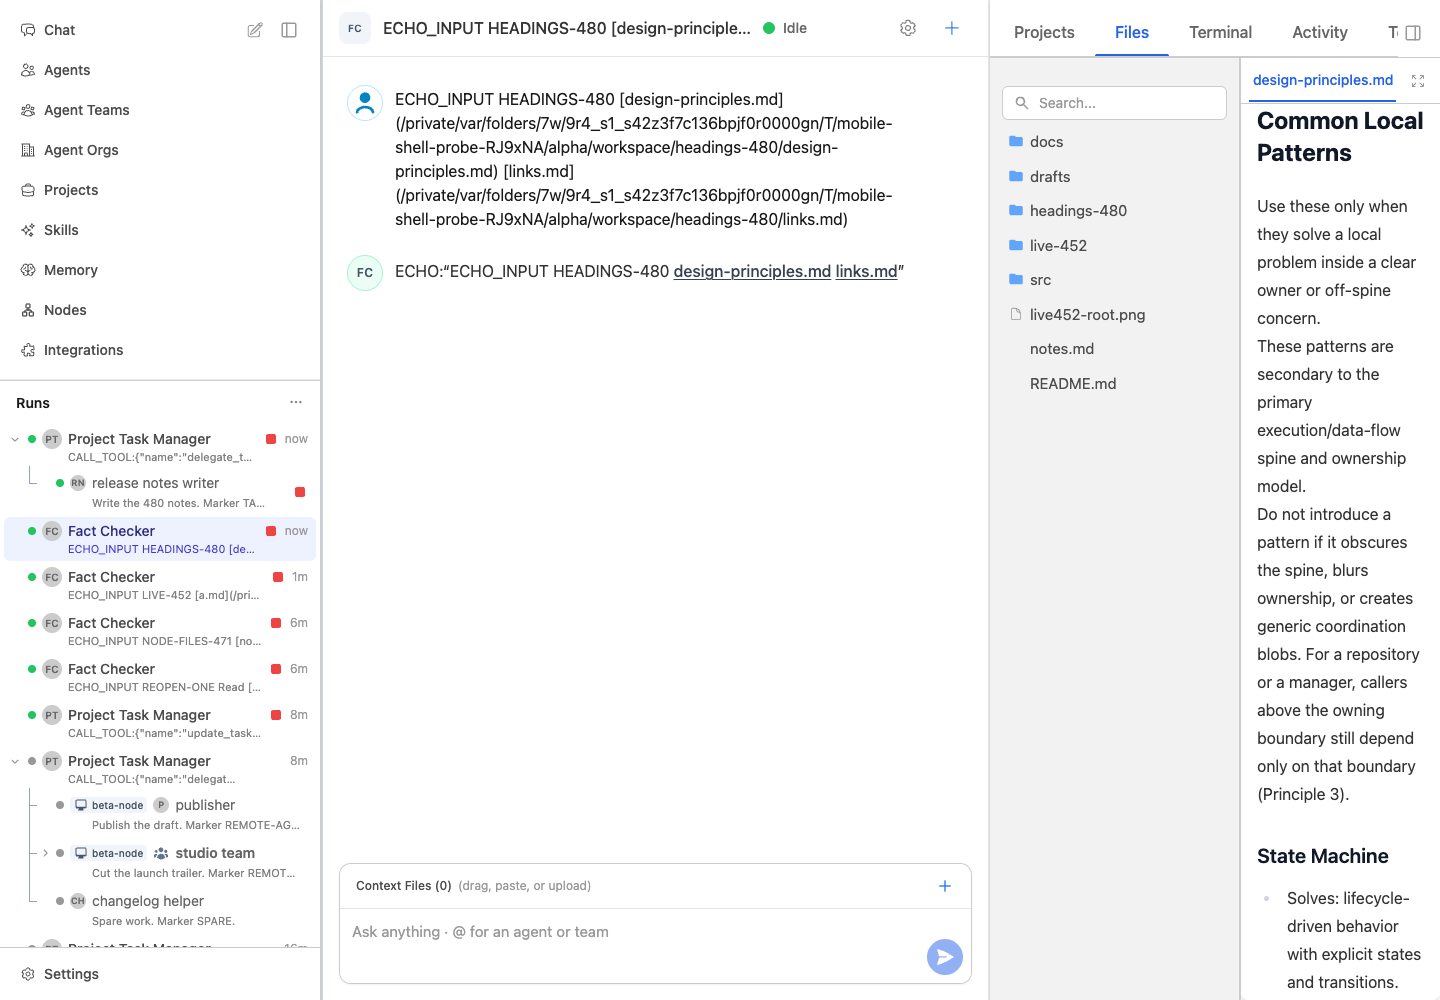 Chat
Agents
Agent Teams
Agent Orgs
Projects
Skills
Memory
Nodes
Integrations
Runs
Project Task Manager now
CALL_TOOL:{"name":"delegate_t...
RN release notes writer
Write the 480 notes. Marker TA...
FC Fact Checker now
ECHO_INPUT HEADINGS-480 [de...
FC Fact Checker 1m
ECHO_INPUT LIVE-452 [a.md](/pri...
FC Fact Checker 6m
ECHO_INPUT NODE-FILES-471 [no...
FC Fact Checker 6m
ECHO_INPUT REOPEN-ONE Read [...
PT Project Task Manager 8m
CALL_TOOL:{"name":"update_task...
PT Project Task Manager 8m
CALL_TOOL:{"name":"delegat...
beta-node P publisher
Publish the draft. Marker REMOTE-AG...
beta-node studio team
Cut the launch trailer. Marker REMOT...
CH changelog helper
Spare work. Marker SPARE.
Settings
FC ECHO_INPUT HEADINGS-480 [design-principle... Idle
ECHO_INPUT HEADINGS-480 [design-principles.md]
(/private/var/folders/7w/9r4_s1_s42z3f7c136bpjf0r0000gn/T/mobile-
shell-probe-RJ9xNA/alpha/workspace/headings-480/design-
principles.md) [links.md]
(/private/var/folders/7w/9r4_s1_s42z3f7c136bpjf0r0000gn/T/mobile-
shell-probe-RJ9xNA/alpha/workspace/headings-480/links.md)
FC ECHO:“ECHO_INPUT HEADINGS-480 design-principles.md links.md”
Context Files (0) (drag, paste, or upload)
Ask anything · @ for an agent or team
Projects Files Terminal Activity
Search...
docs
drafts
headings-480
live-452
src
live452-root.png
notes.md
README.md
design-principles.md
Common Local
Patterns
Use these only when
they solve a local
problem inside a clear
owner or off-spine
concern.
These patterns are
secondary to the
primary
execution/data-flow
spine and ownership
model.
Do not introduce a
pattern if it obscures
the spine, blurs
ownership, or creates
generic coordination
blobs. For a repository
or a manager, callers
above the owning
boundary still depend
only on that boundary
(Principle 3).
State Machine
Solves: lifecycle-
driven behavior
with explicit states
and transitions.